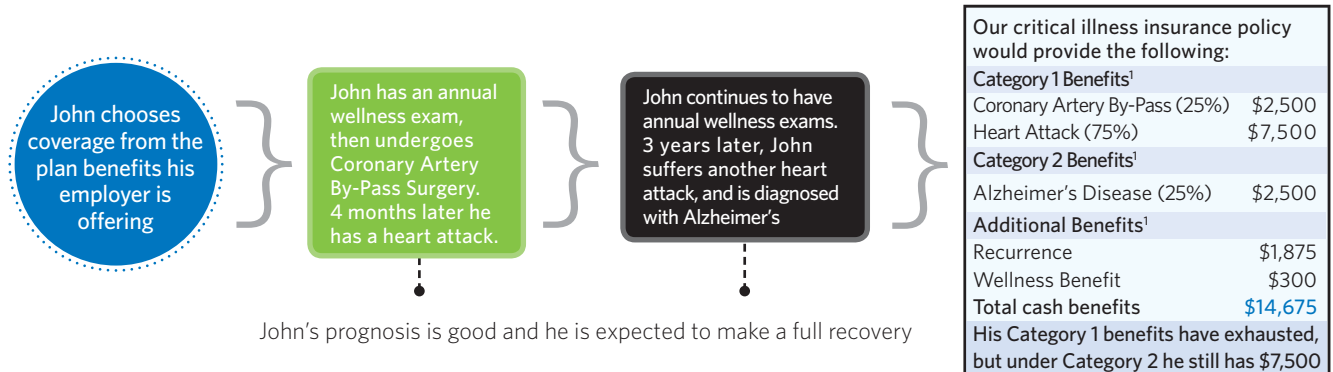 John chooses
coverage from the
plan benefits his
employer is
offering
John has an annual
wellness exam,
then undergoes
Coronary Artery
By-Pass Surgery.
4 months later he
has a heart attack.
John continues to have
annual wellness exams.
3 years later, John
suffers another heart
attack, and is diagnosed
with Alzheimer's
John's prognosis is good and he is expected to make a full recovery
Our critical illness insurance policy
would provide the following:
Category 1 Benefits¹
Coronary Artery By-Pass (25%) $2,500
Heart Attack (75%) $7,500
Category 2 Benefits¹
Alzheimer's Disease (25%) $2,500
Additional Benefits¹
Recurrence $1,875
Wellness Benefit $300
Total cash benefits $14,675
His Category 1 benefits have exhausted,
but under Category 2 he still has $7,500